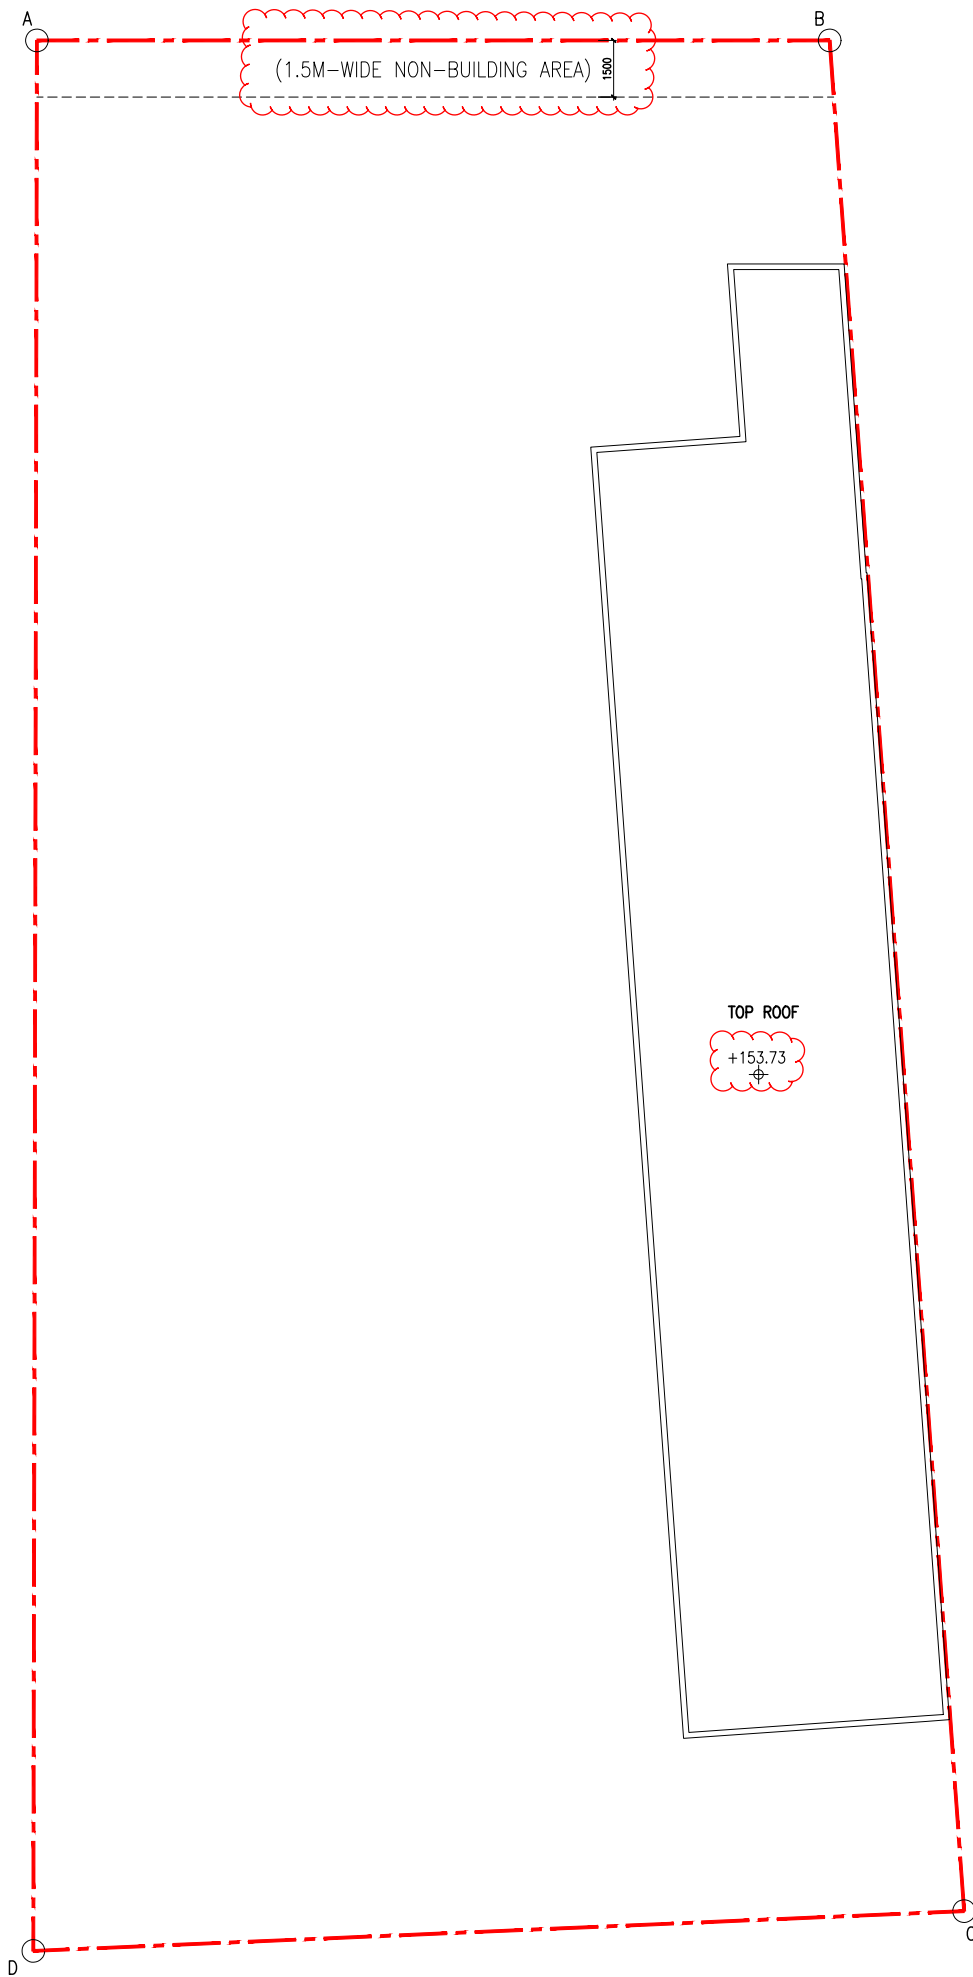 A
B
(1.5M-WIDE NON-BUILDING AREA)
1500
TOP ROOF
+153.73
C
D